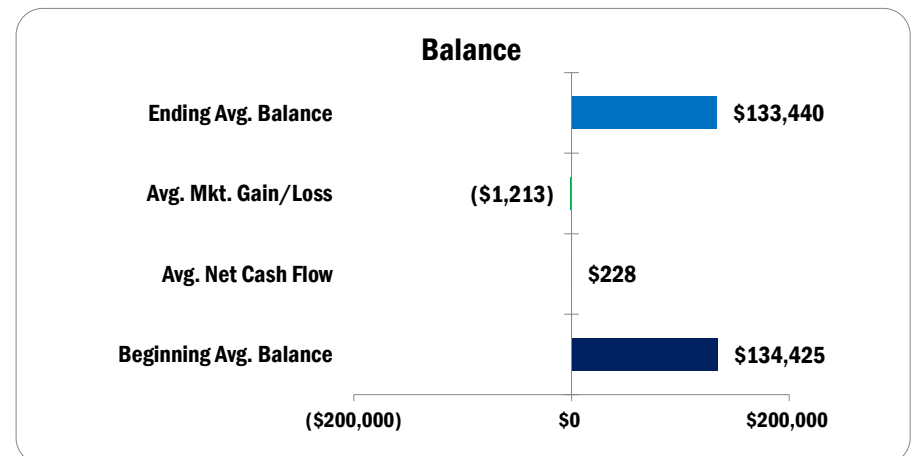 Balance
Ending Avg. Balance $133,440
Avg. Mkt. Gain/Loss ($1,213)
Avg. Net Cash Flow $228
Beginning Avg. Balance $134,425
($200,000) $0 $200,000